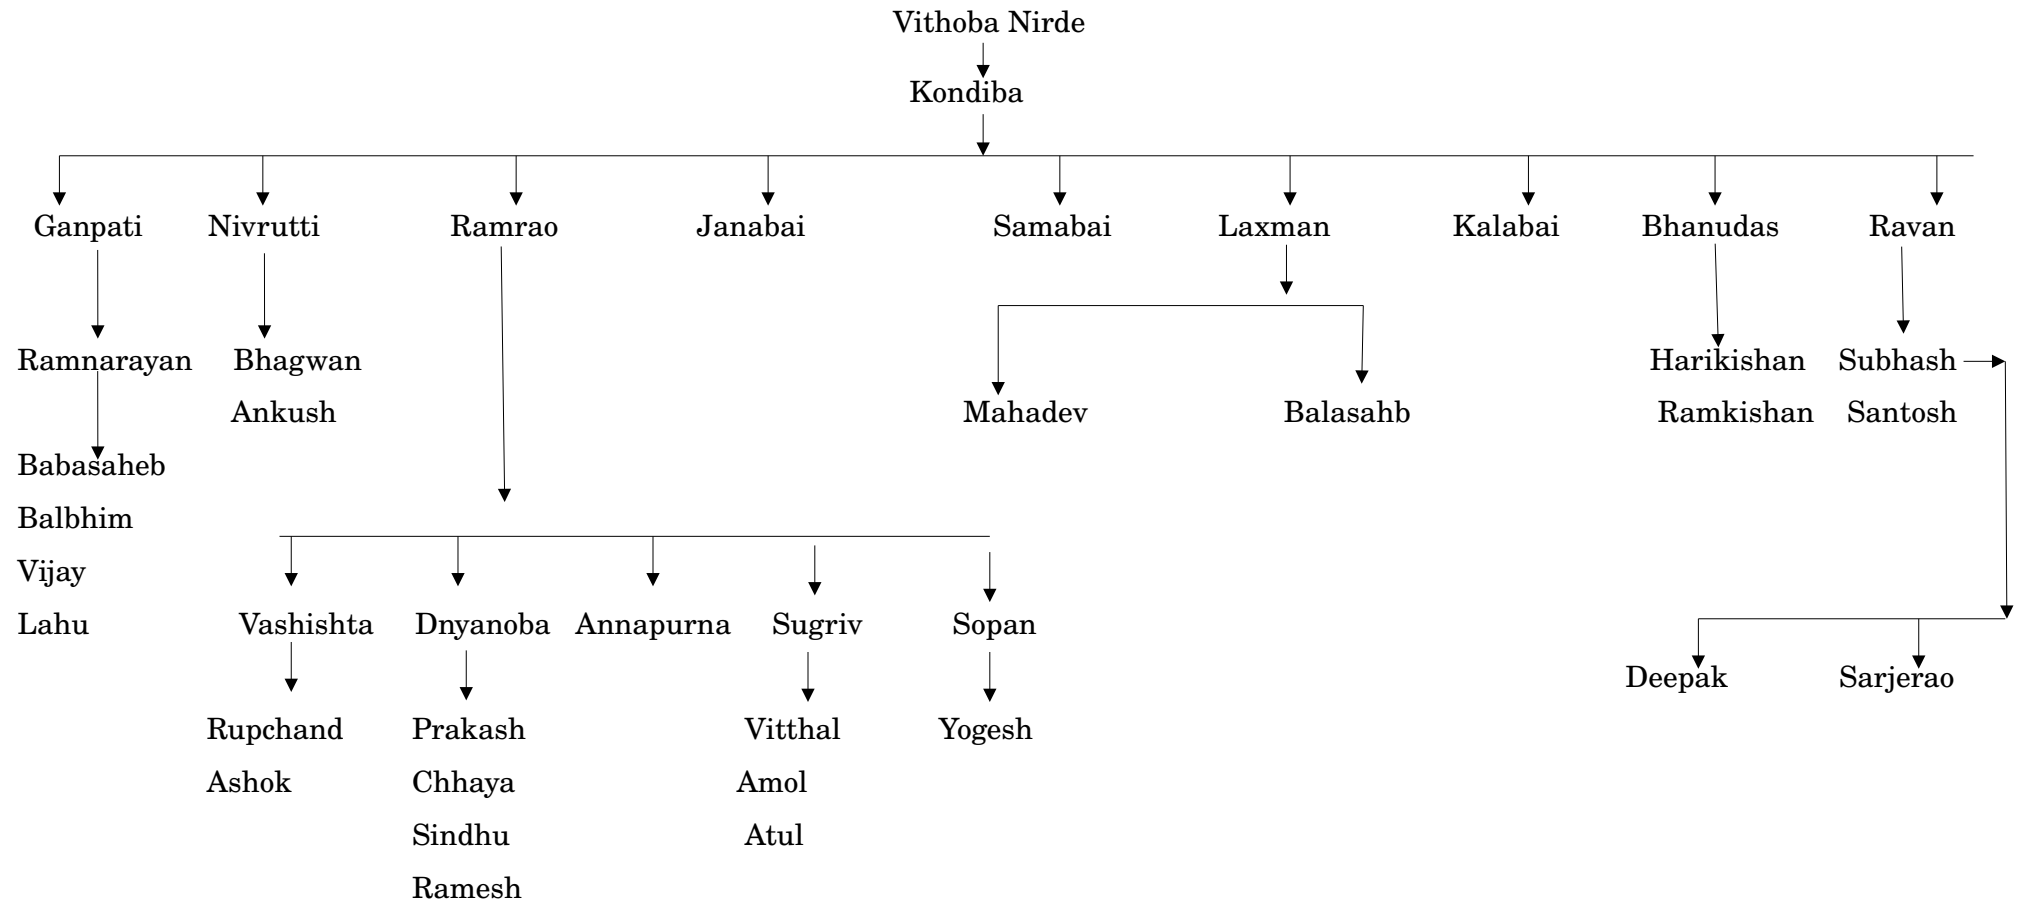 Vithoba Nirde
Kondiba
Ganpati Nivrutti Ramrao Janabai Samabai Laxman Kalabai Bhanudas Ravan
Ramnarayan Bhagwan Harikishan Subhash
Ankush Mahadev Balasahb Ramkishan Santosh
Babasaheb
Balbhim
Vijay
Lahu Vashishta Dnyanoba Annapurna Sugriv Sopan
Deepak Sarjerao
Rupchand Prakash Vitthal Yogesh
Ashok Chhaya Amol
Sindhu Atul
Ramesh